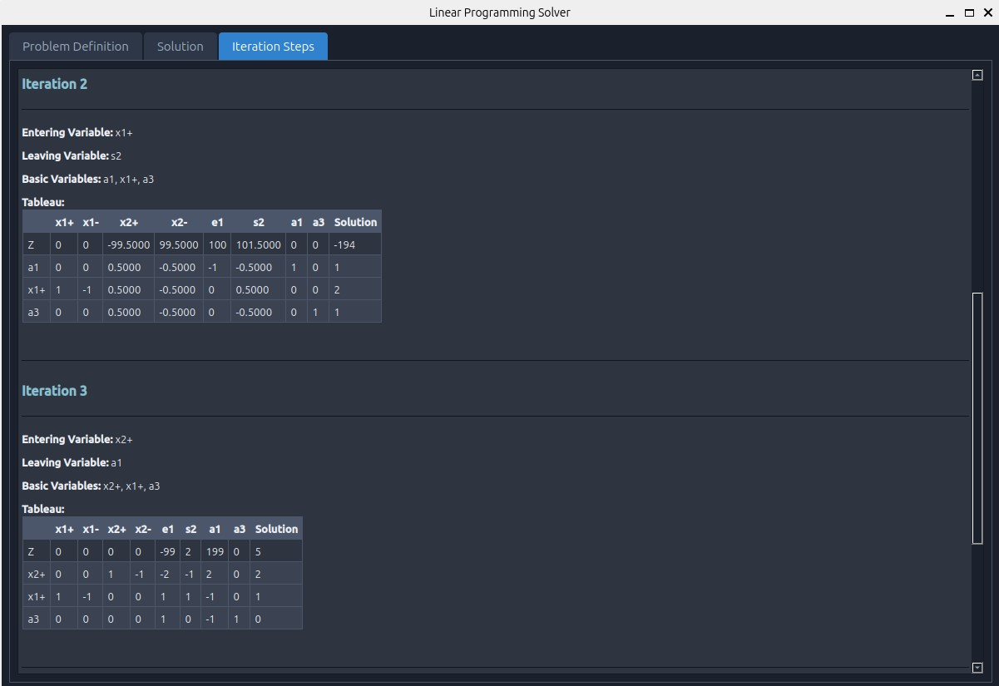 Linear Programming Solver
Problem Definition Solution Iteration Steps
Iteration 2
Entering Variable: x1+
Leaving Variable: s2
Basic Variables: a1, x1+, a3
Tableau:
x1+ x1- x2+ x2- e1 s2 a1 a3 Solution
Z 0 0 -99.5000 99.5000 100 101.5000 0 0 -194
a1 0 0 0.5000 -0.5000 -1 -0.5000 1 0 1
x1+ 1 -1 0.5000 -0.5000 0 0.5000 0 0 2
a3 0 0 0.5000 -0.5000 0 -0.5000 0 1 1
Iteration 3
Entering Variable: x2+
Leaving Variable: a1
Basic Variables: x2+, x1+, a3
Tableau:
x1+ x1- x2+ x2- e1 s2 a1 a3 Solution
Z 0 0 0 0 -99 2 199 0 5
x2+ 0 0 1 -1 -2 -1 2 0 2
x1+ 1 -1 0 0 1 1 -1 0 1
a3 0 0 0 0 1 0 -1 1 0